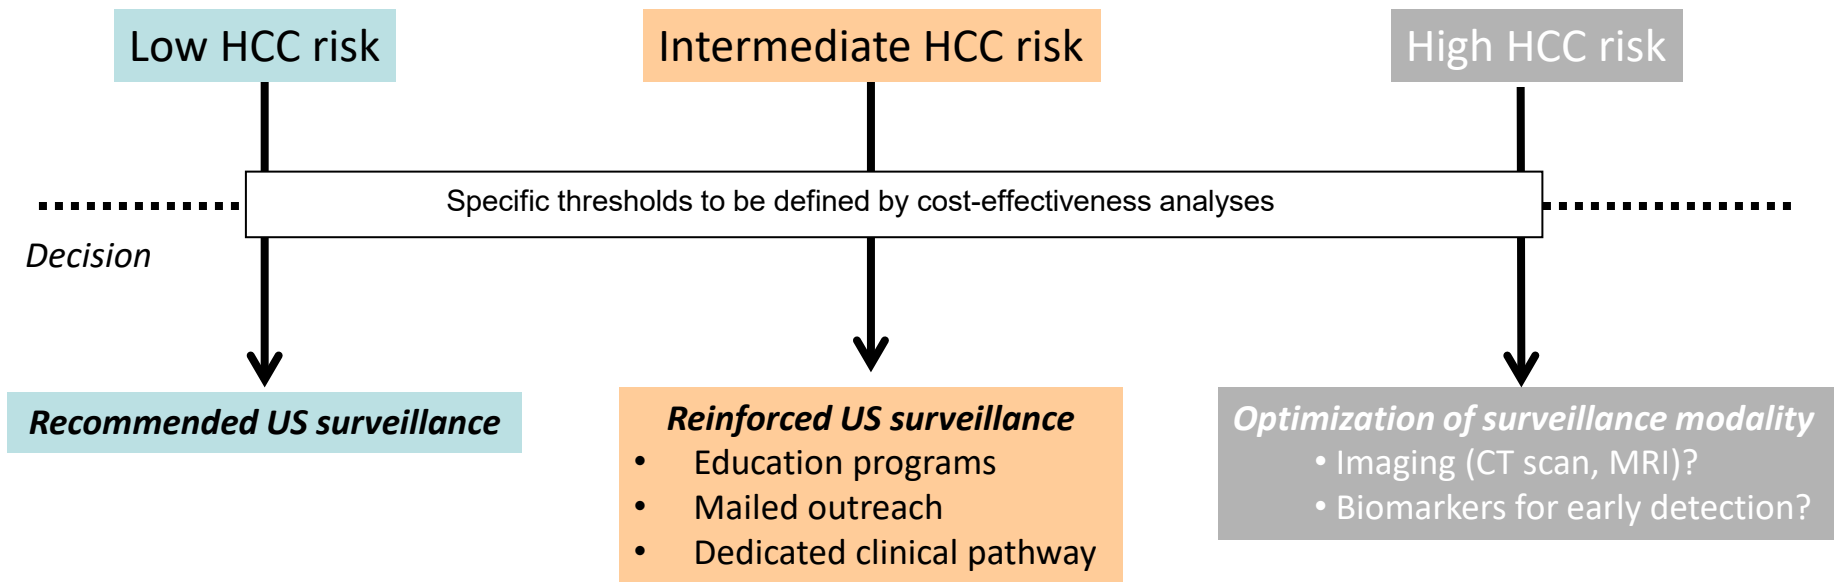 Low HCC risk
Intermediate HCC risk
High HCC risk
Specific thresholds to be defined by cost-effectiveness analyses
Decision
Recommended US surveillance
Reinforced US surveillance
• Education programs
• Mailed outreach
• Dedicated clinical pathway
Optimization of surveillance modality
• Imaging (CT scan, MRI)?
• Biomarkers for early detection?